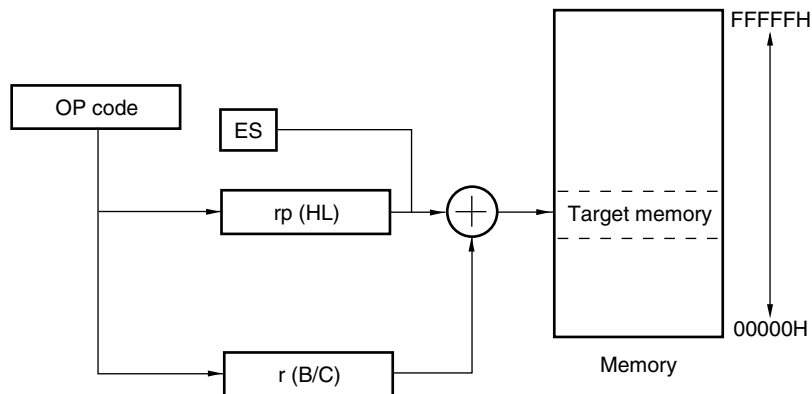 FFFFFH
OP code
ES
rp (HL)
Target memory
00000H
r (B/C)
Memory